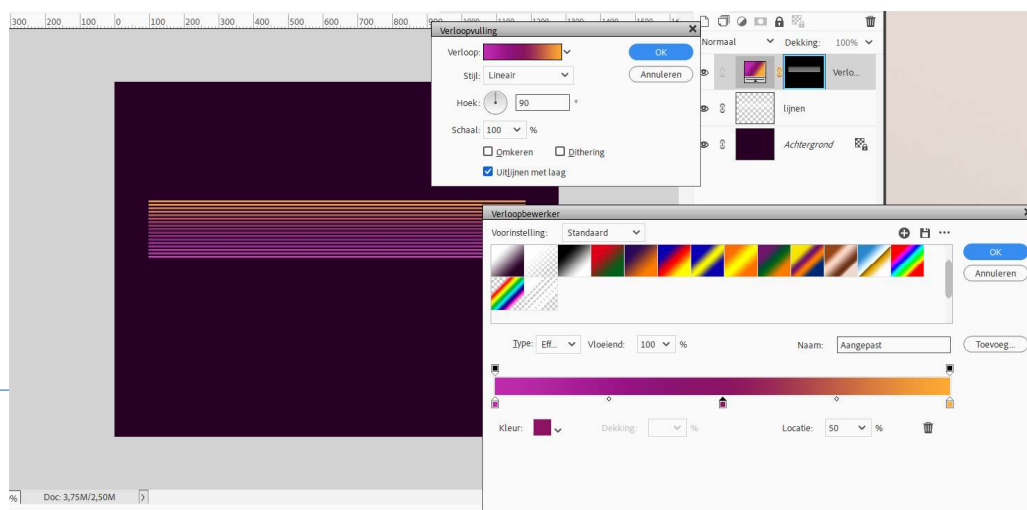 300 200 100 0 100 200 300 400 500 600 700 800
Verloopvulling
Verloop:
OK
Stijl: Lineair
Annuleren
Hoek: 90 °
Schaal: 100 %
Omkeren Dithering
Uitlijnen met laag
Normaal Dekking: 100%
Verlo...
lijnen
Achtergrond
Verloopbewerker
Voorinstelling: Standaard
OK
Annuleren
Type: Eff... Vloeiend: 100 % Naam: Aangepast Toevoeg...
Kleur: Dekking: % Locatie: 50 %
% Doc: 3,75M/2,50M